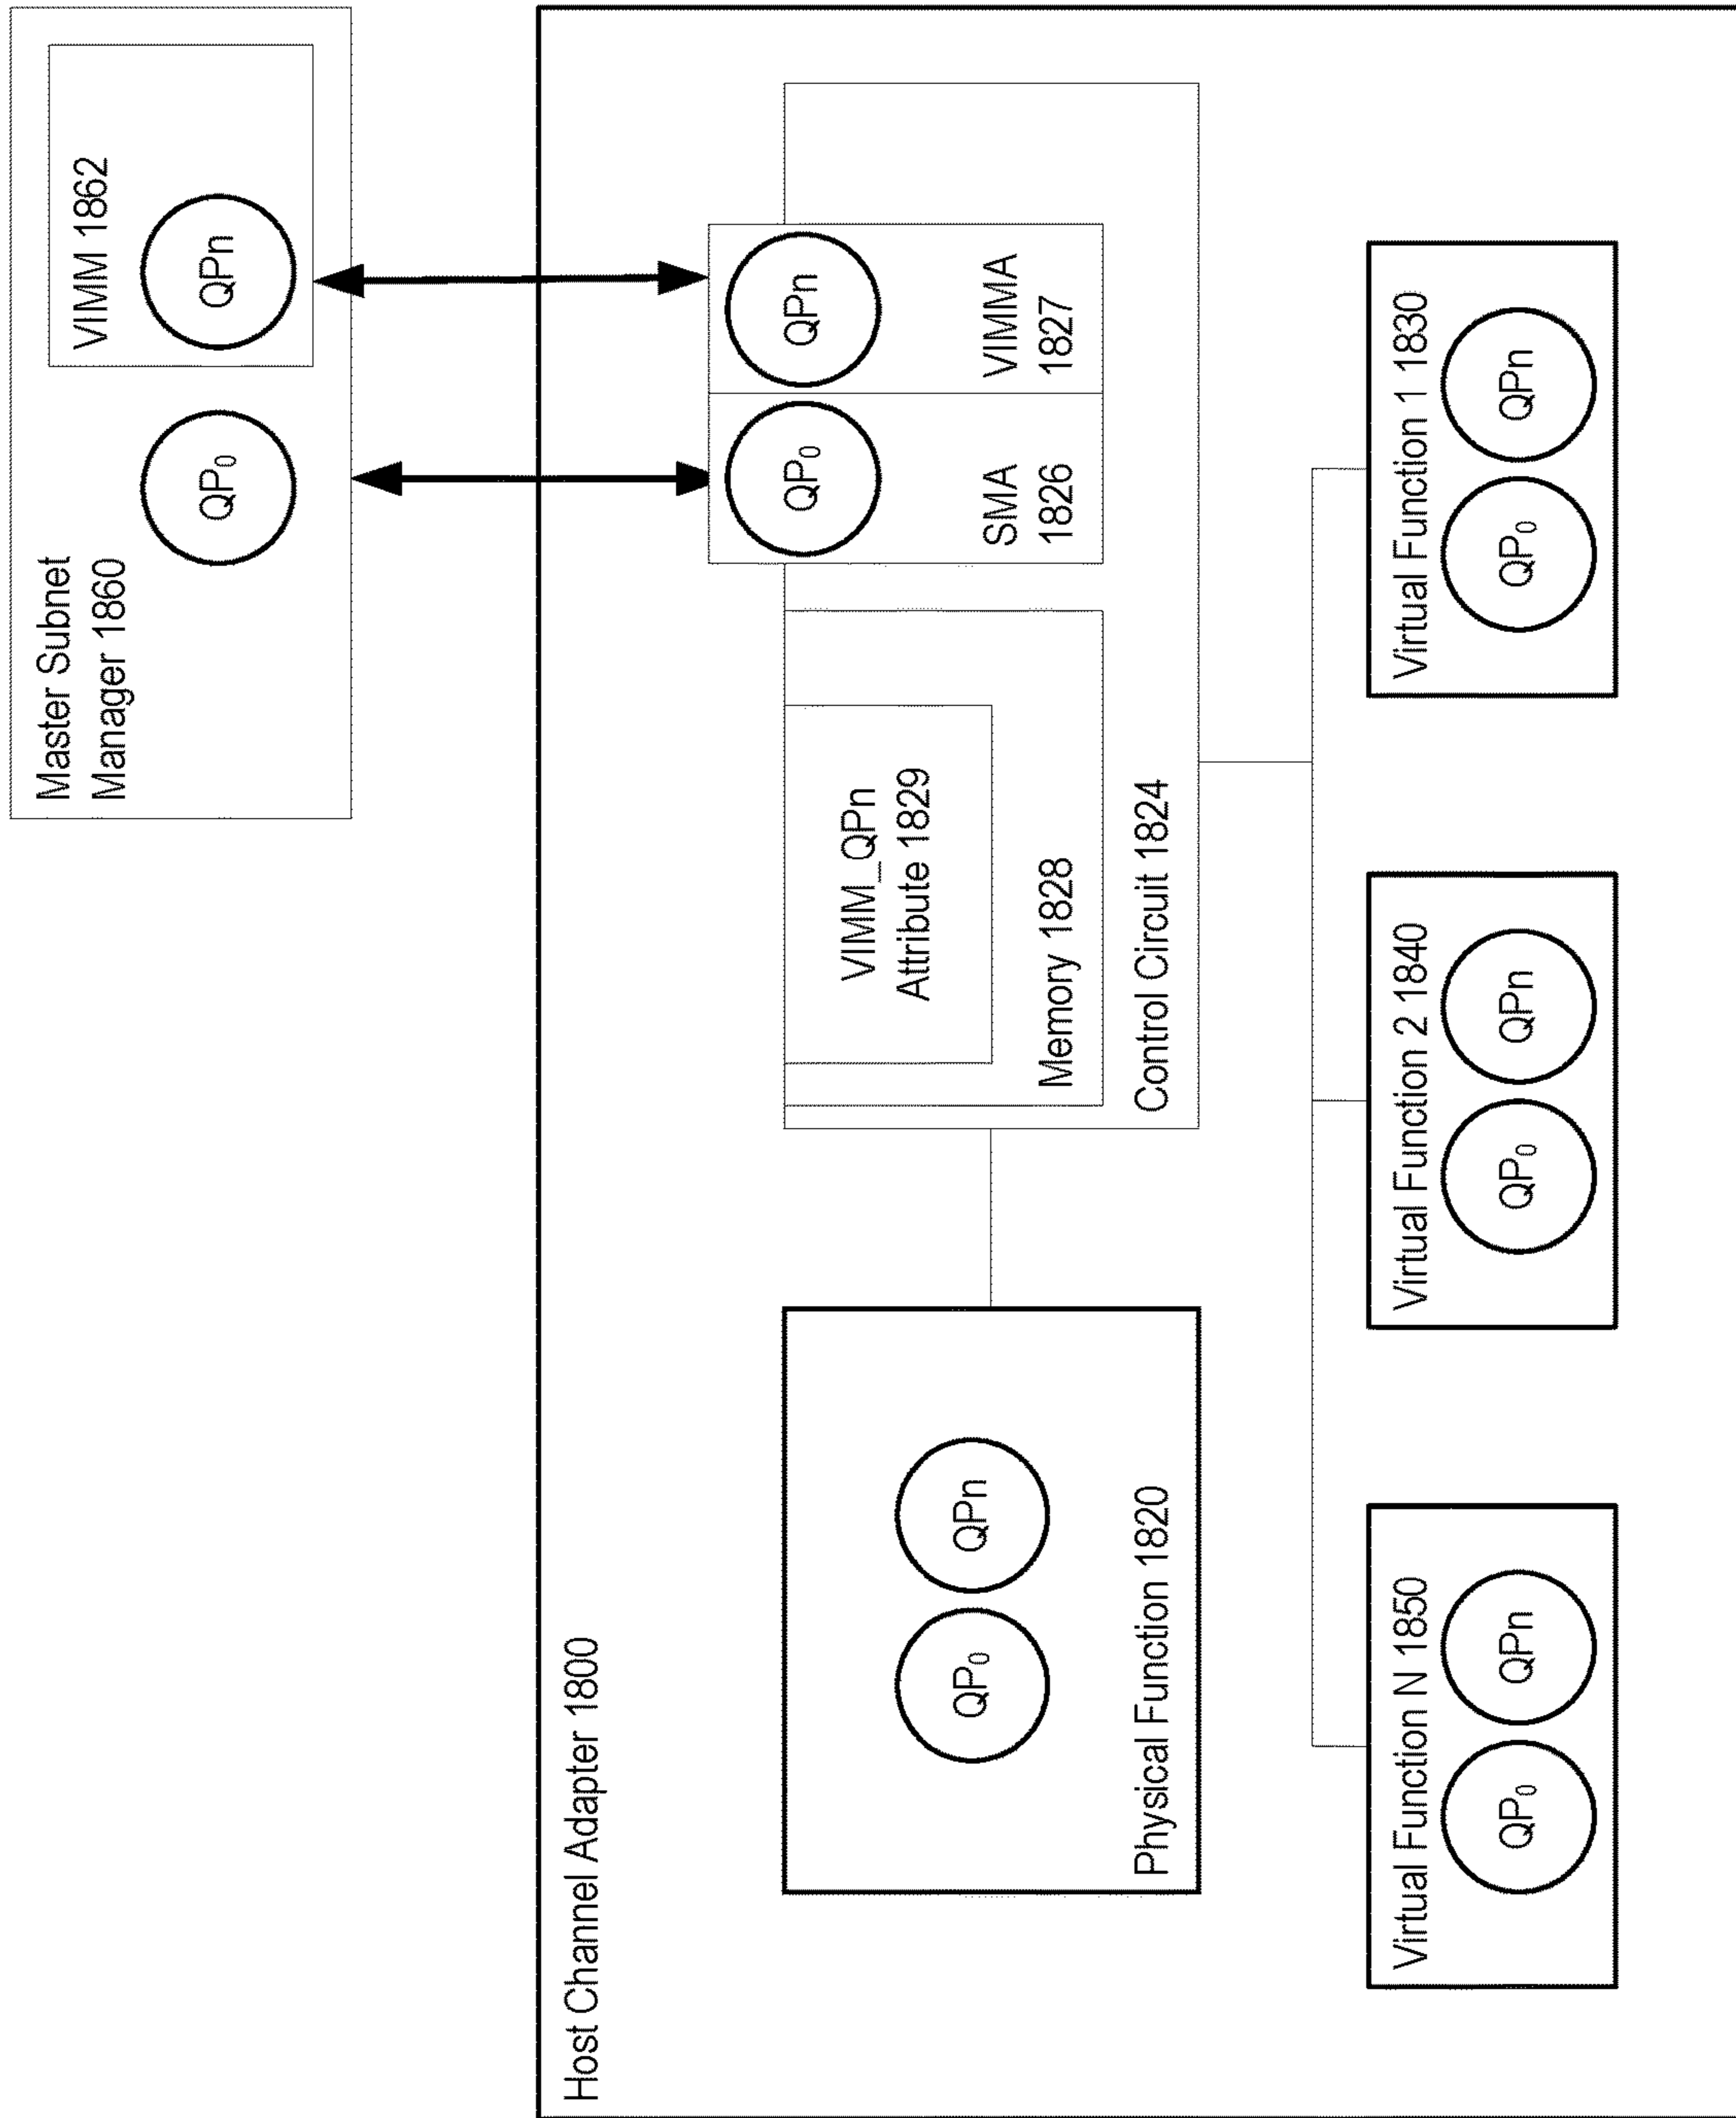 Master Subnet
Manager 1860
QP₀
VIMM 1862
QPn
Host Channel Adapter 1800
QP₀
QPn
Physical Function 1820
VIMM_QPn
Attribute 1829
Memory 1828
Control Circuit 1824
QP₀
SMA
1826
QPn
VIMMA
1827
Virtual Function N 1850
QP₀
QPn
Virtual Function 2 1840
QP₀
QPn
Virtual Function 1 1830
QP₀
QPn